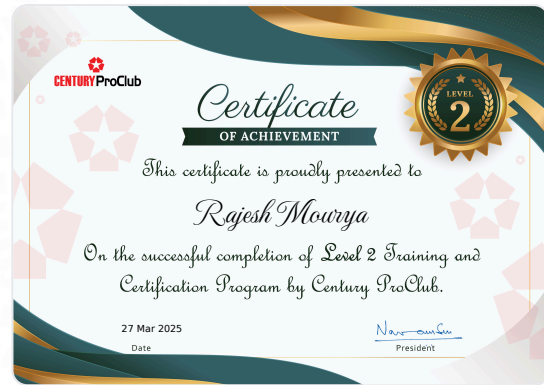 CENTURY ProClub
LEVEL
2
Certificate
OF ACHIEVEMENT
This certificate is proudly presented to
Rajesh Mourya
On the successful completion of Level 2 Training and
Certification Program by Century ProClub.
27 Mar 2025
Date
President